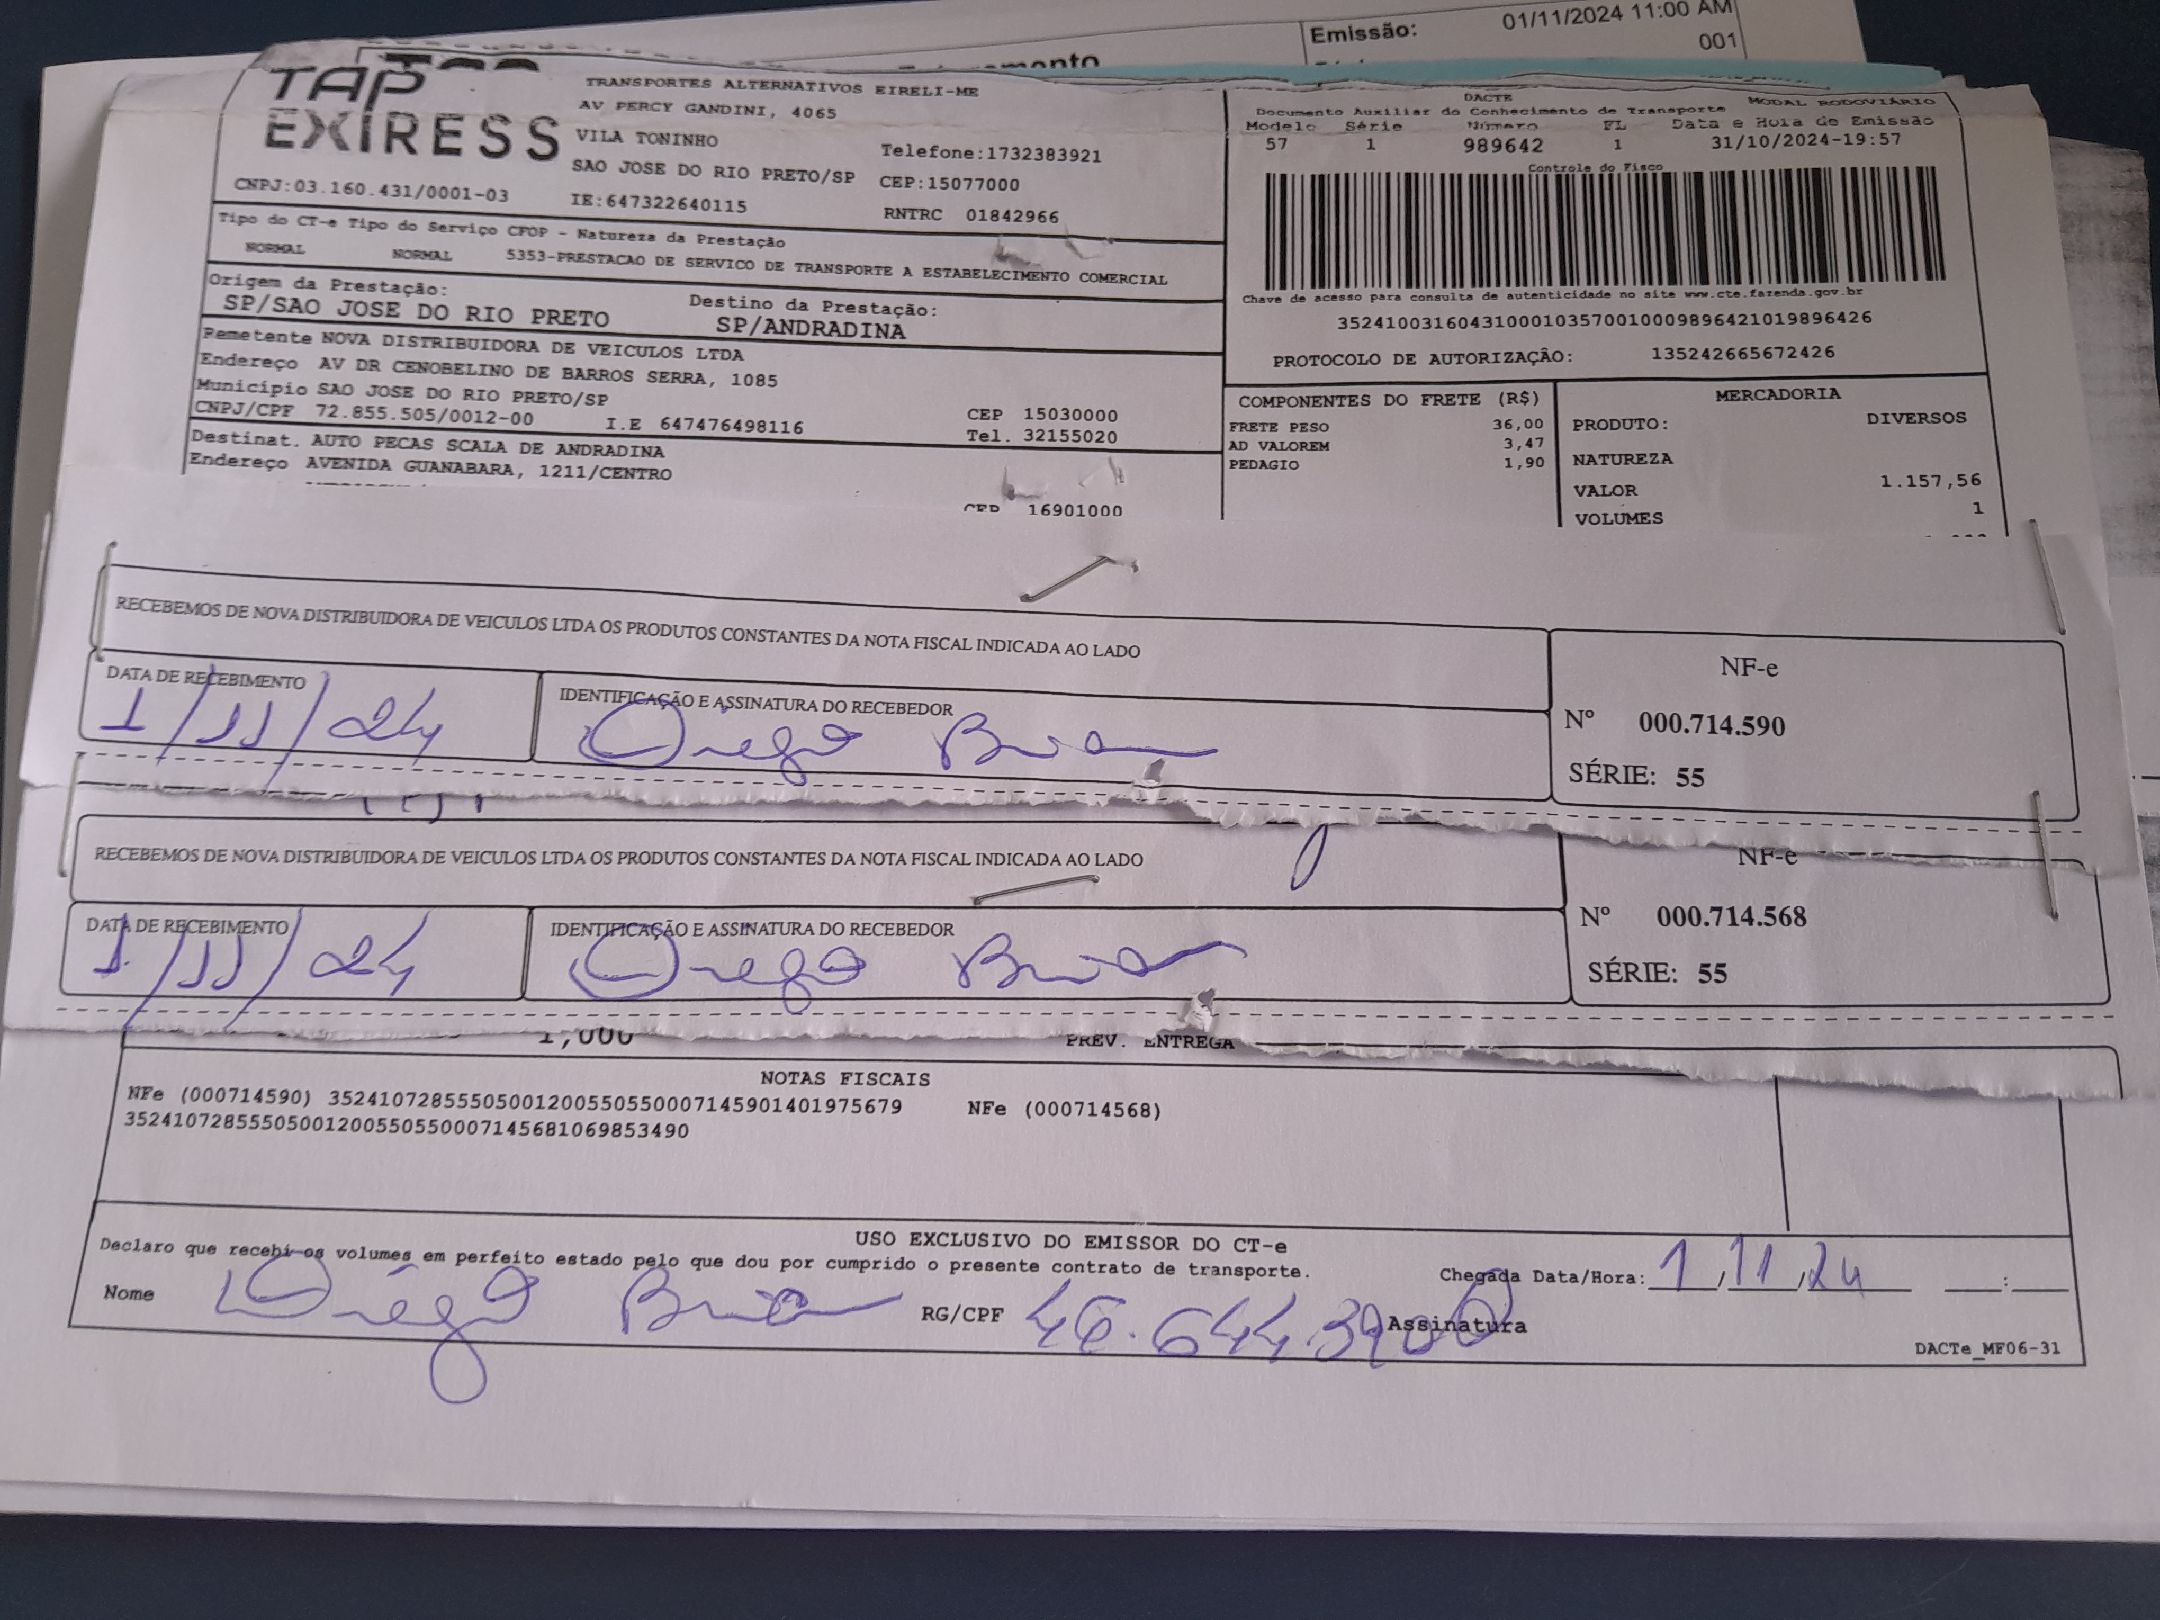 Emissão: 01/11/2024 11:00 AM
001
TAP
EXPRESS
TRANSPORTES ALTERNATIVOS EIRELI-ME
AV PERCY GANDINI, 4065
VILA TONINHO
Telefone:1732383921
SAO JOSE DO RIO PRETO/SP CEP:15077000
CNPJ:03.160.431/0001-03 IE:647322640115 RNTRC 01842966
DACTE MODAL RODOVIÁRIO
Documento Auxiliar do Conhecimento de Transporte
Modelo Série Número FL Data e Hora de Emissão
57 1 989642 1 31/10/2024-19:57
Controle do Fisco
Chave de acesso para consulta de autenticidade no site www.cte.fazenda.gov.br
35241003160431000103570010009896421019896426
PROTOCOLO DE AUTORIZAÇÃO: 135242665672426
Tipo do CT-e Tipo do Serviço CFOP - Natureza da Prestação
NORMAL NORMAL 5353-PRESTACAO DE SERVICO DE TRANSPORTE A ESTABELECIMENTO COMERCIAL
Origem da Prestação: Destino da Prestação:
SP/SAO JOSE DO RIO PRETO SP/ANDRADINA
Remetente NOVA DISTRIBUIDORA DE VEICULOS LTDA
Endereço AV DR CENOBELINO DE BARROS SERRA, 1085
Município SAO JOSE DO RIO PRETO/SP CEP 15030000
CNPJ/CPF 72.855.505/0012-00 I.E 647476498116 Tel. 32155020
Destinat. AUTO PECAS SCALA DE ANDRADINA
Endereço AVENIDA GUANABARA, 1211/CENTRO
CEP 16901000
COMPONENTES DO FRETE (R$)
FRETE PESO 36,00
AD VALOREM 3,47
PEDAGIO 1,90
MERCADORIA
PRODUTO: DIVERSOS
NATUREZA
VALOR 1.157,56
VOLUMES 1
RECEBEMOS DE NOVA DISTRIBUIDORA DE VEICULOS LTDA OS PRODUTOS CONSTANTES DA NOTA FISCAL INDICADA AO LADO
NF-e
Nº 000.714.590
SÉRIE: 55
DATA DE RECEBIMENTO IDENTIFICAÇÃO E ASSINATURA DO RECEBEDOR
1/11/24 Diego
RECEBEMOS DE NOVA DISTRIBUIDORA DE VEICULOS LTDA OS PRODUTOS CONSTANTES DA NOTA FISCAL INDICADA AO LADO
NF-e
Nº 000.714.568
SÉRIE: 55
DATA DE RECEBIMENTO IDENTIFICAÇÃO E ASSINATURA DO RECEBEDOR
1/11/24 Diego
1,000 PREV. ENTREGA
NOTAS FISCAIS
NFe (000714590) 35241072855505001200550550007145901401975679 NFe (000714568)
35241072855505001200550550007145681069853490
USO EXCLUSIVO DO EMISSOR DO CT-e
Declaro que recebi os volumes em perfeito estado pelo que dou por cumprido o presente contrato de transporte.
Chegada Data/Hora: 1,11,24 :
Nome Diego RG/CPF Assinatura
DACTe_MF06-31